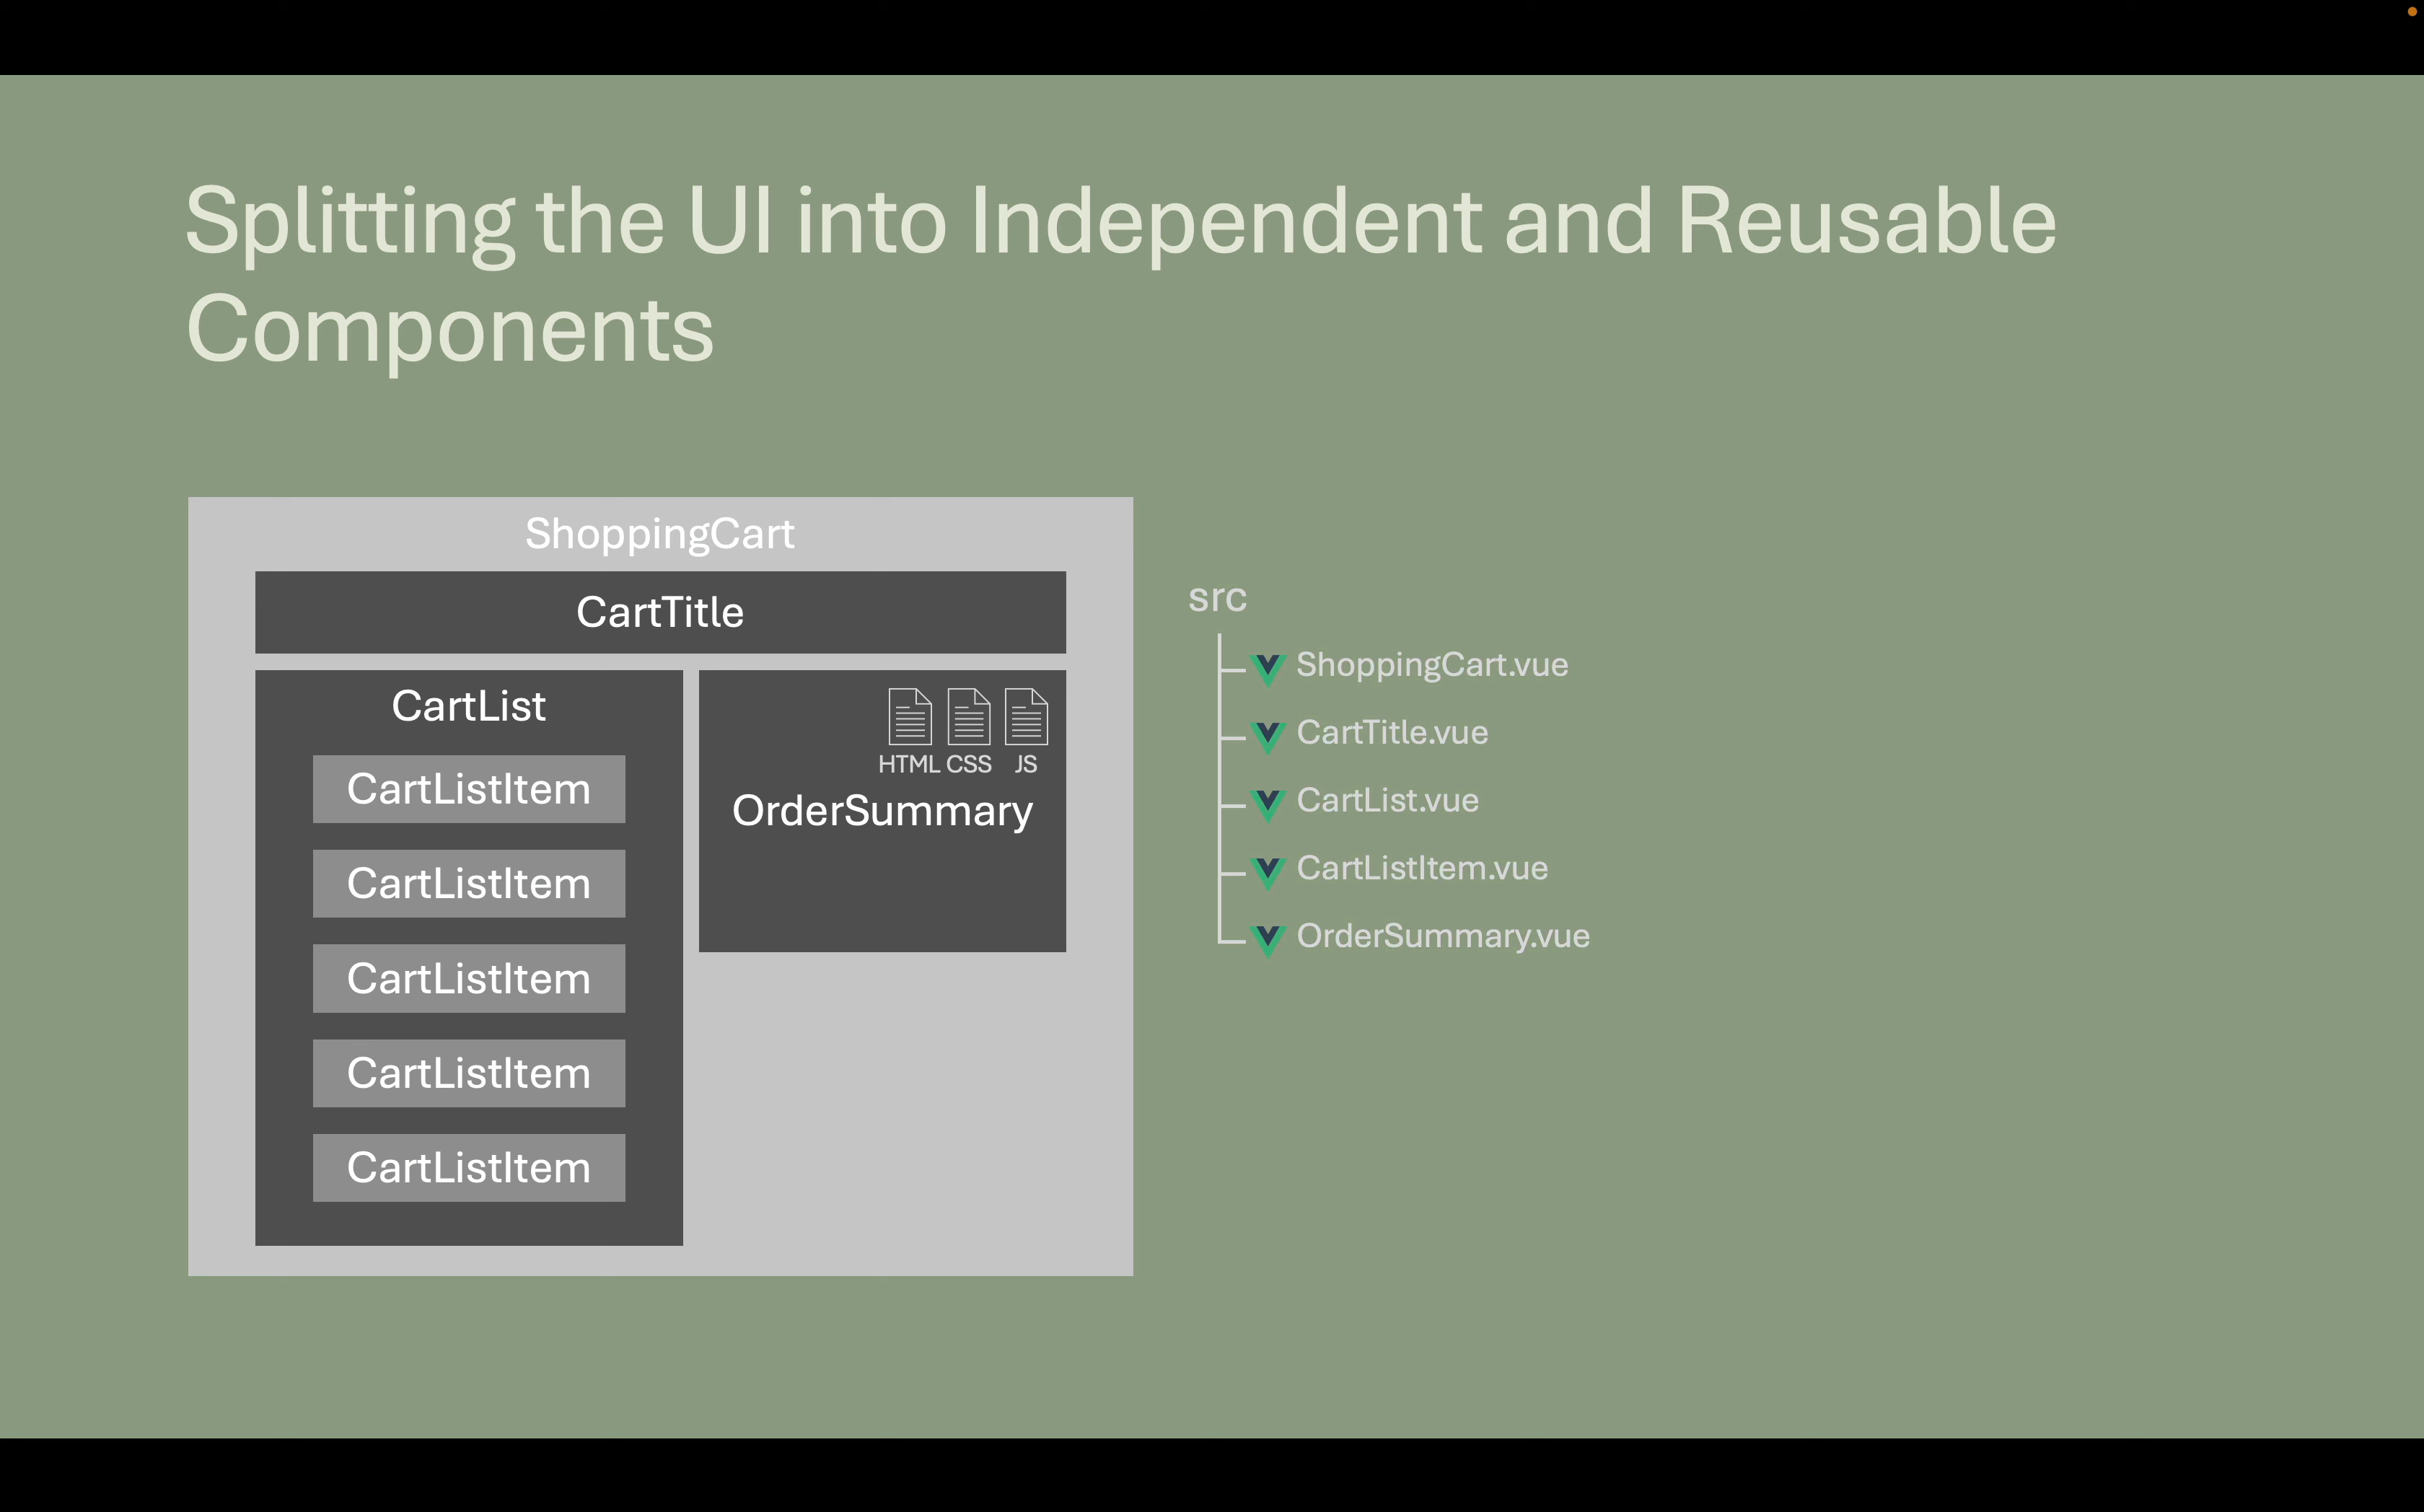 Splitting the UI into Independent and Reusable
Components
ShoppingCart
CartTitle
CartList
CartListItem
CartListItem
CartListItem
CartListItem
CartListItem
HTML CSS JS
OrderSummary
src
ShoppingCart.vue
CartTitle.vue
CartList.vue
CartListItem.vue
OrderSummary.vue